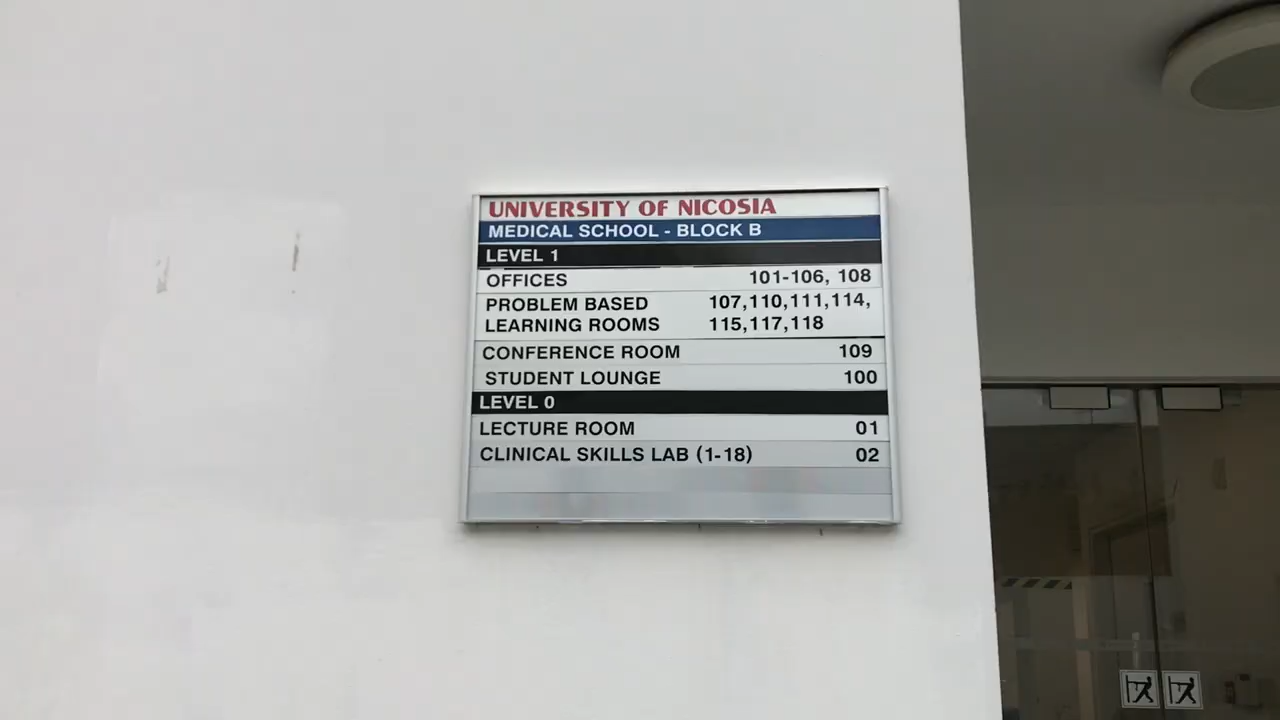 UNIVERSITY OF NICOSIA
MEDICAL SCHOOL - BLOCK B
LEVEL 1
OFFICES 101-106, 108
PROBLEM BASED 107,110,111,114,
LEARNING ROOMS 115,117,118
CONFERENCE ROOM 109
STUDENT LOUNGE 100
LEVEL 0
LECTURE ROOM 01
CLINICAL SKILLS LAB (1-18) 02